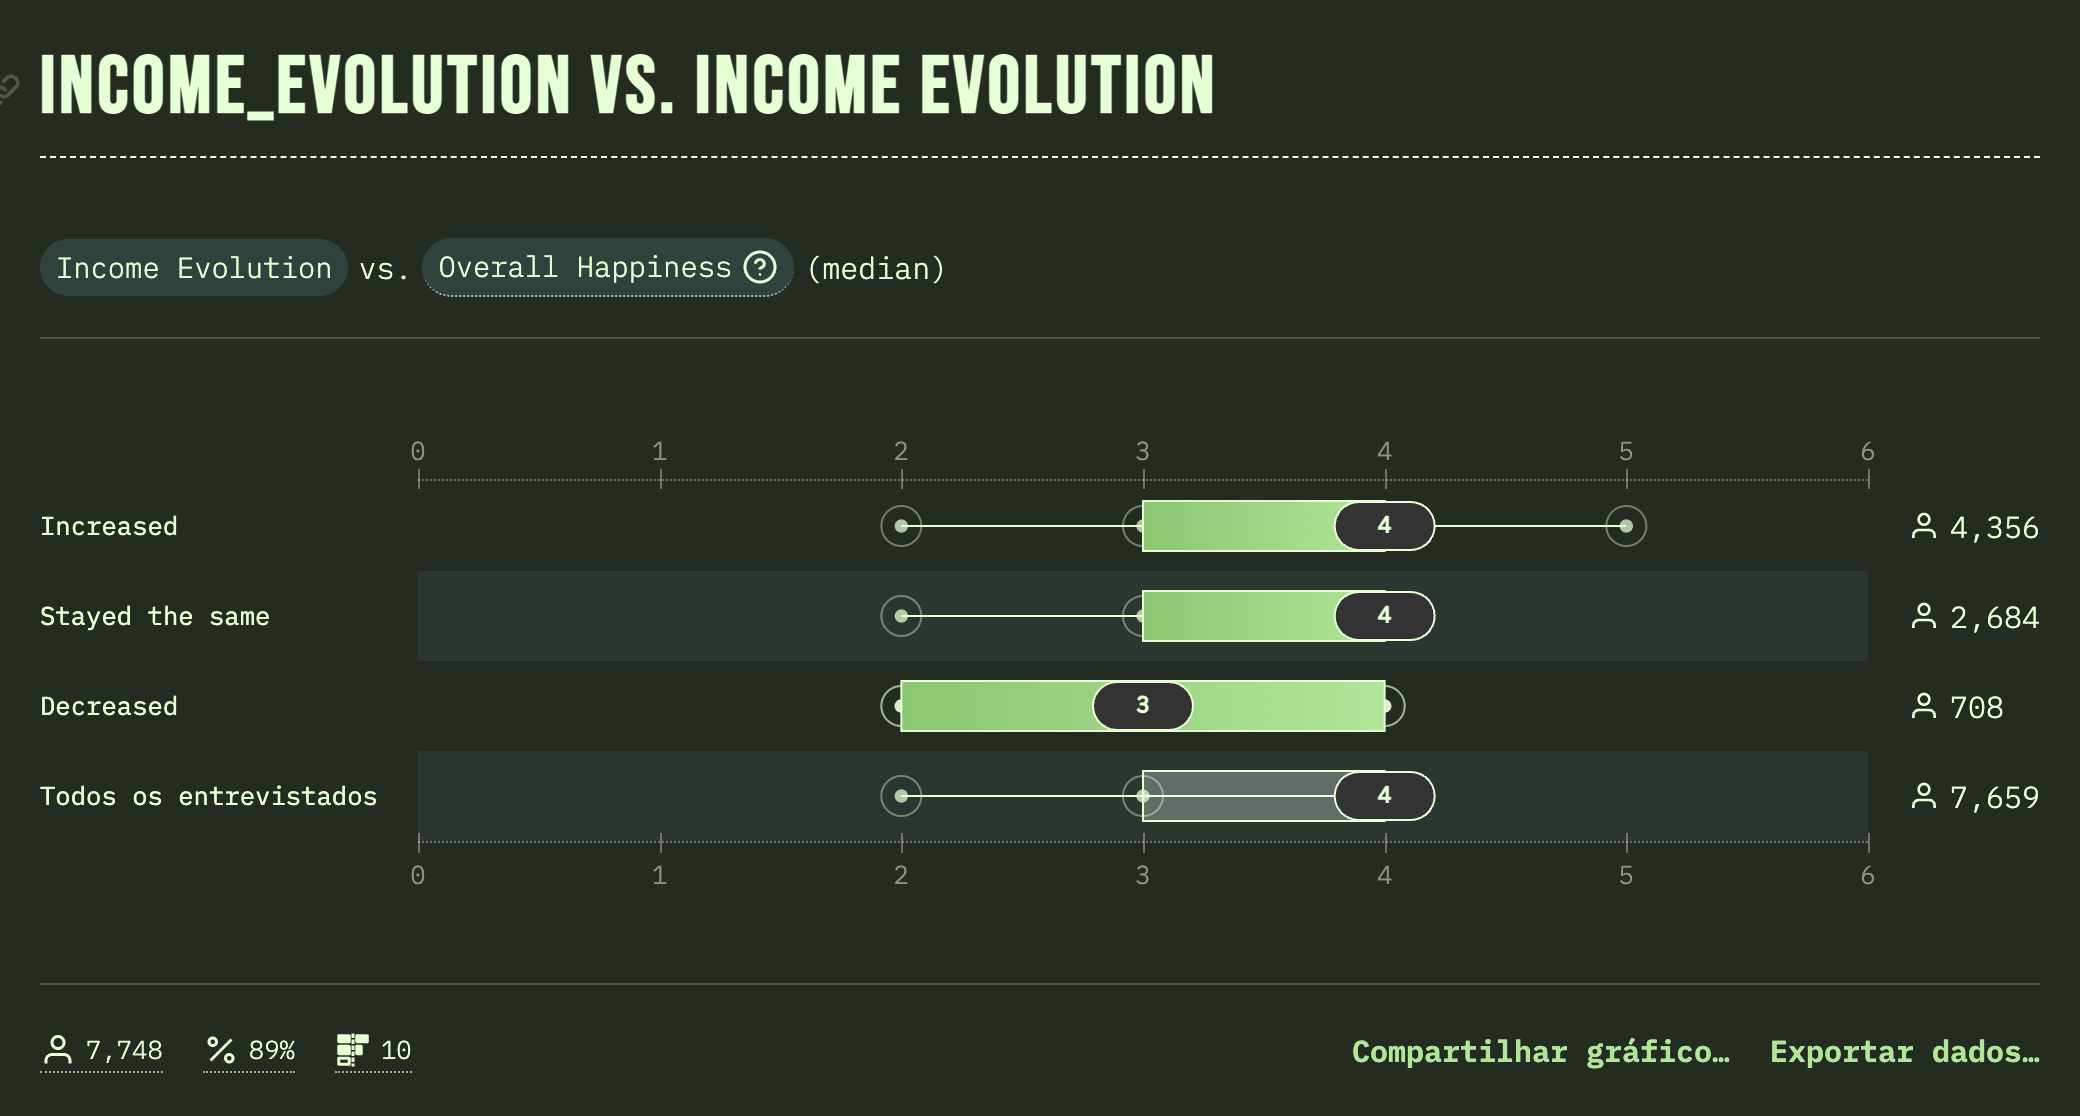 INCOME_EVOLUTION VS. INCOME EVOLUTION
Income Evolution vs. Overall Happiness ? (median)
0 1 2 3 4 5 6
Increased 4 4,356
Stayed the same 4 2,684
Decreased 3 708
Todos os entrevistados 4 7,659
0 1 2 3 4 5 6
7,748 % 89% 10 Compartilhar gráfico… Exportar dados…